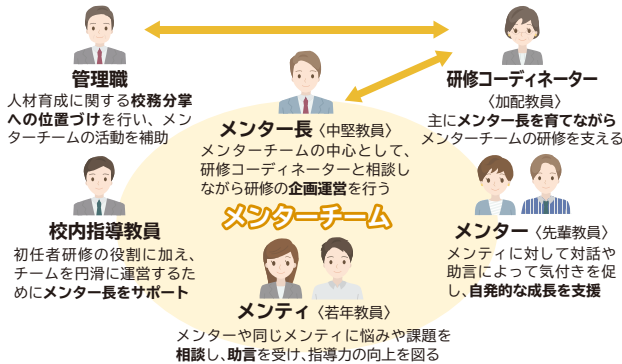 管理職
人材育成に関する校務分掌
への位置づけを行い、メン
ターチームの活動を補助
研修コーディネーター
〈加配教員〉
主にメンター長を育てながら
メンターチームの研修を支える
メンター長〈中堅教員〉
メンターチームの中心として、
研修コーディネーターと相談し
ながら研修の企画運営を行う
メンターチーム
校内指導教員
初任者研修の役割に加え、
チームを円滑に運営するた
めにメンター長をサポート
メンター〈先輩教員〉
メンティに対して対話や
助言によって気付きを促
し、自発的な成長を支援
メンティ〈若年教員〉
メンターや同じメンティに悩みや課題を
相談し、助言を受け、指導力の向上を図る